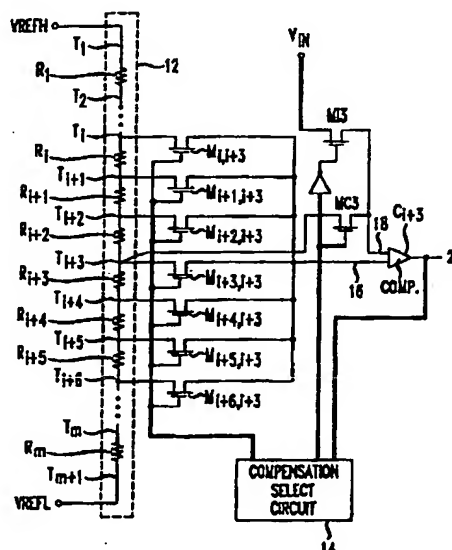 VREFH
T1
12
R1
T2
VIN
Ti
MI3
Ri
Mi,i+3
Ti+1
Ri+1
Mi+1,i+3
MC3
Ci+3
Ti+2
18
Ri+2
Mi+2,i+3
2
Ti+3
16
COMP.
Ri+3
Mi+3,i+3
Ti+4
Ri+4
Mi+4,i+3
Ti+5
Ri+5
Mi+5,i+3
Ti+6
Mi+6,i+3
Tm
Rm
Tm+1
COMPENSATION
SELECT
CIRCUIT
VREFL
14